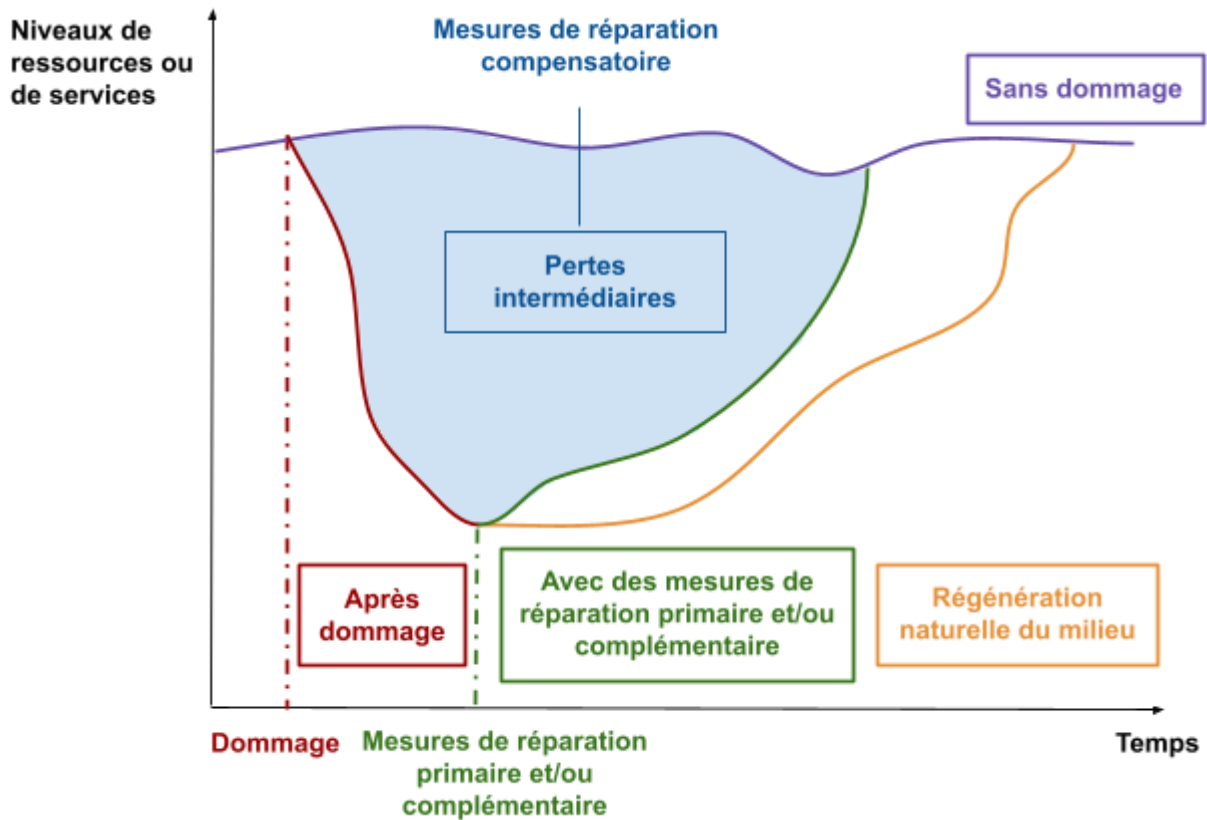 Niveaux de
ressources ou
de services
Mesures de réparation
compensatoire
Sans dommage
Pertes
intermédiaires
Après
dommage
Avec des mesures de
réparation primaire et/ou
complémentaire
Régénération
naturelle du milieu
Dommage
Mesures de réparation
primaire et/ou
complémentaire
Temps